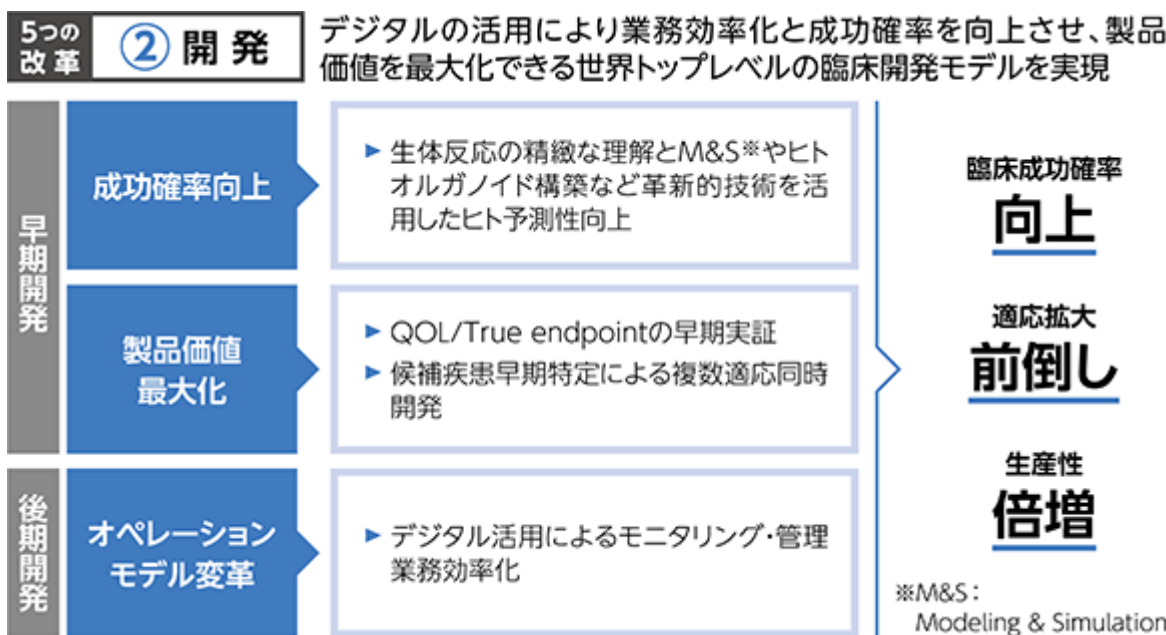 5つの
改革
② 開発
デジタルの活用により業務効率化と成功確率を向上させ、製品
価値を最大化できる世界トップレベルの臨床開発モデルを実現
早期開発
成功確率向上
▶ 生体反応の精緻な理解とM&S※やヒト
オルガノイド構築など革新的技術を活
用したヒト予測性向上
製品価値
最大化
▶ QOL/True endpointの早期実証
▶ 候補疾患早期特定による複数適応同時
開発
後期開発
オペレーション
モデル変革
▶ デジタル活用によるモニタリング・管理
業務効率化
臨床成功確率
向上
適応拡大
前倒し
生産性
倍増
※M&S：
Modeling & Simulation